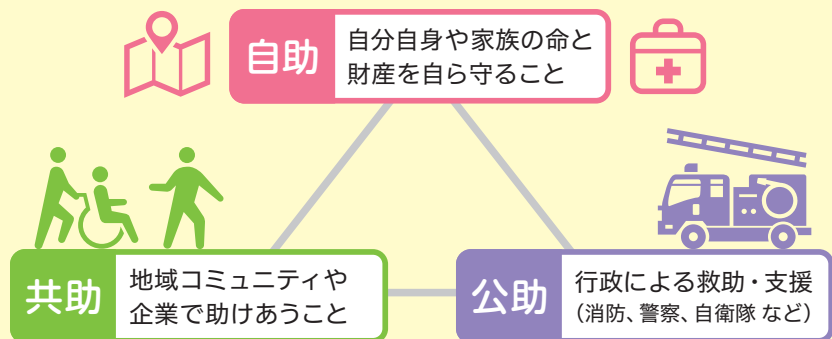 自助
自分自身や家族の命と
財産を自ら守ること
共助
地域コミュニティや
企業で助けあうこと
公助
行政による救助・支援
（消防、警察、自衛隊 など）